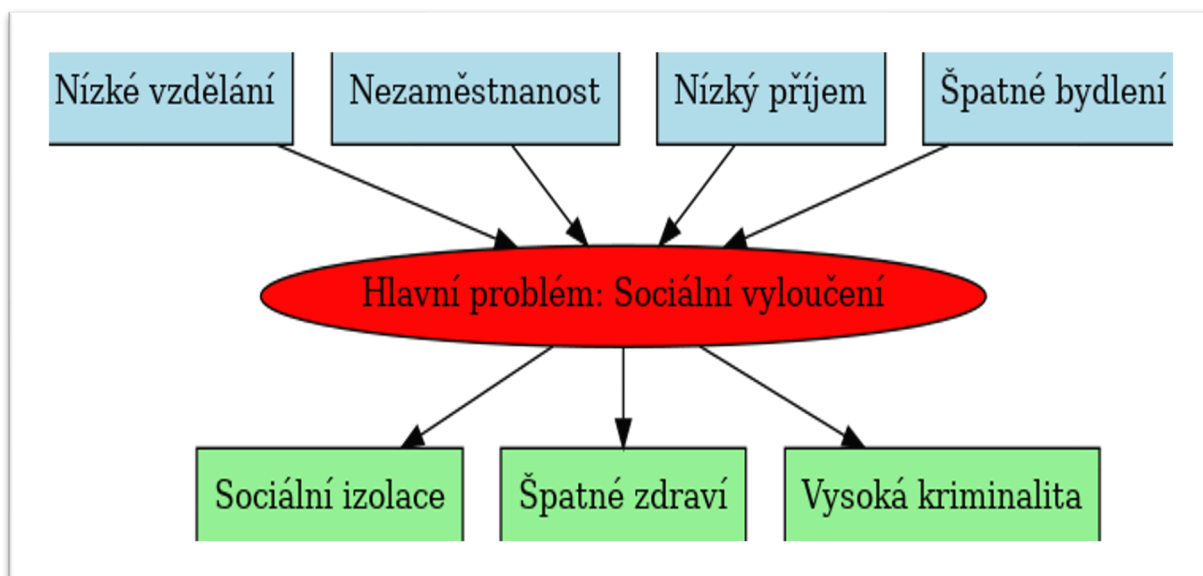 Nízké vzdělání
Nezaměstnanost
Nízký příjem
Špatné bydlení
Hlavní problém: Sociální vyloučení
Sociální izolace
Špatné zdraví
Vysoká kriminalita